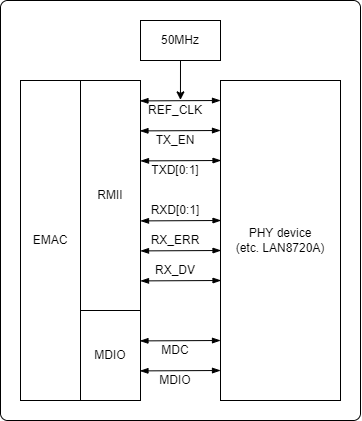 50MHz
REF_CLK
TX_EN
TXD[0:1]
RMII
RXD[0:1]
EMAC
RX_ERR
PHY device
(etc. LAN8720A)
RX_DV
MDIO
MDC
MDIO